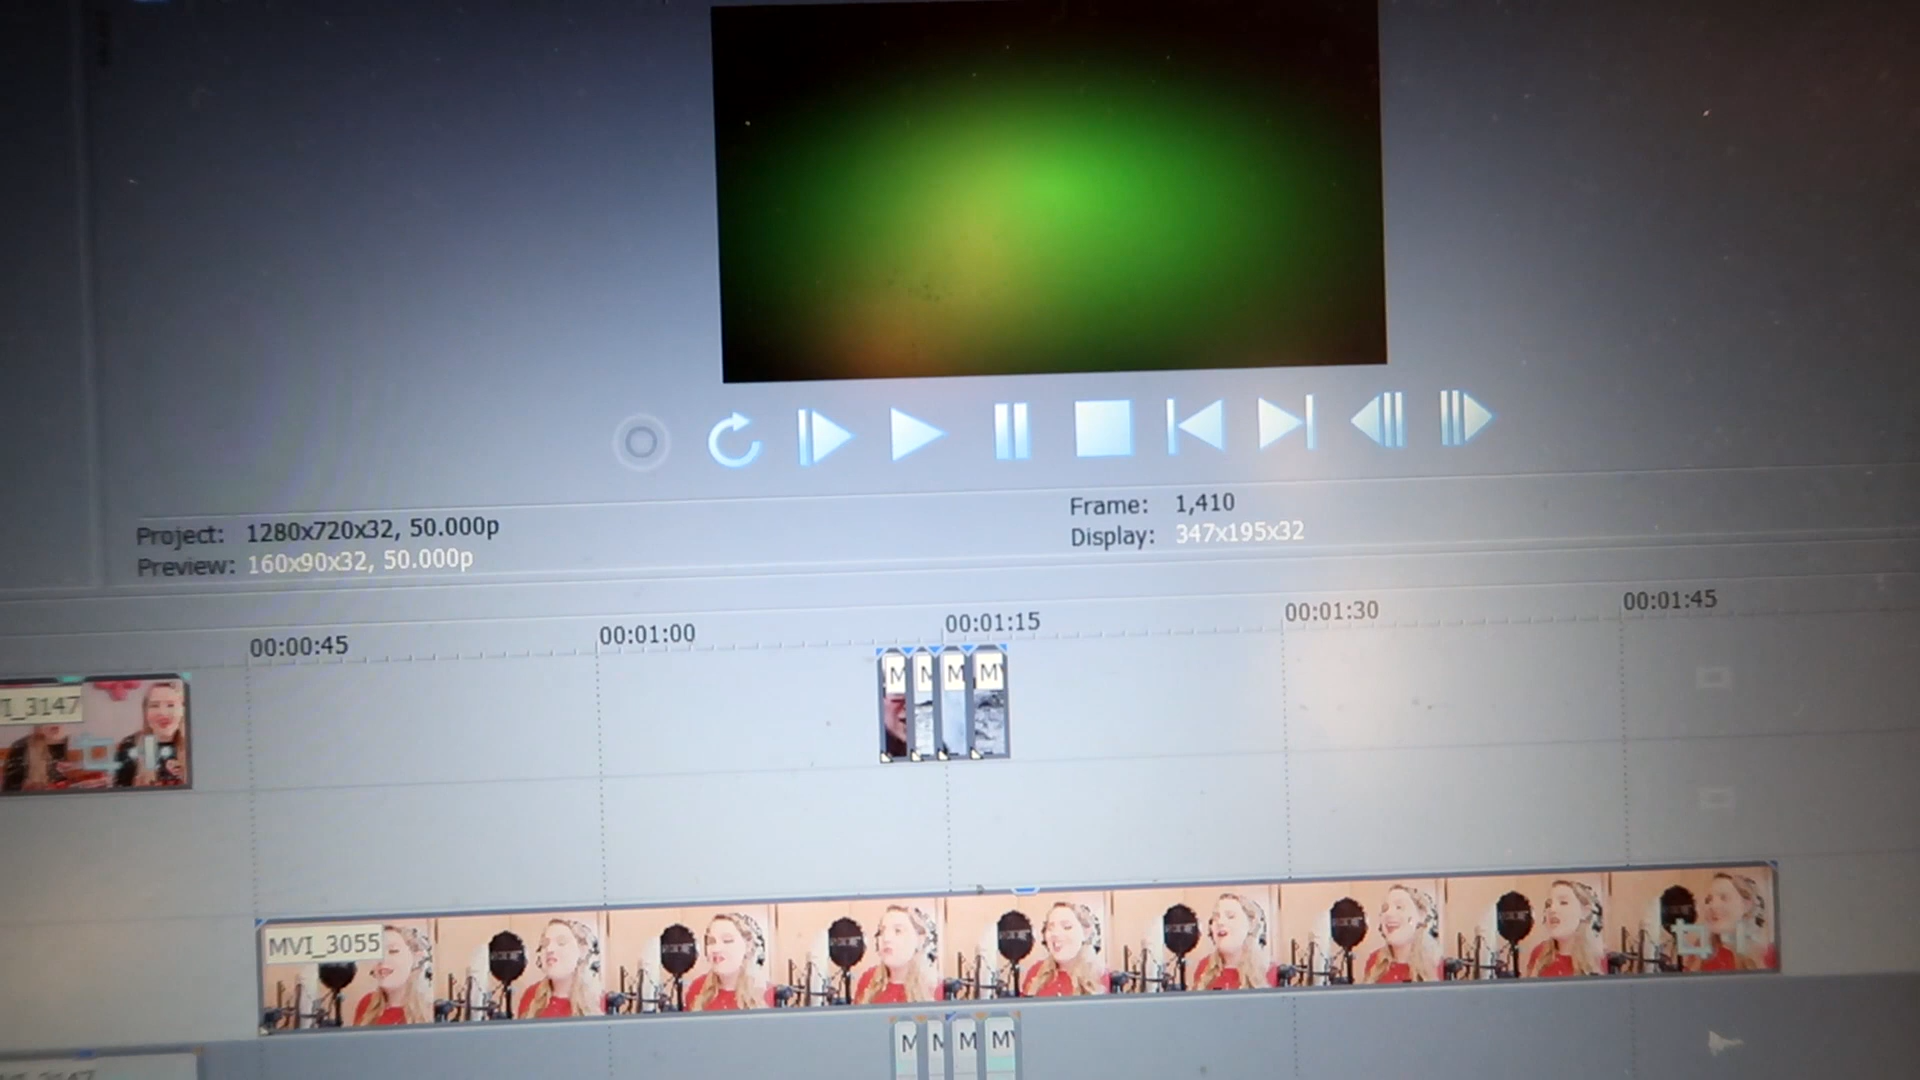 Project: 1280x720x32, 50.000p
Preview: 160x90x32, 50.000p
Frame: 1,410
Display: 347x195x32
00:00:45
00:01:00
00:01:15
00:01:30
00:01:45
I_3147
M
M
M
MVI_3055
M
M
M